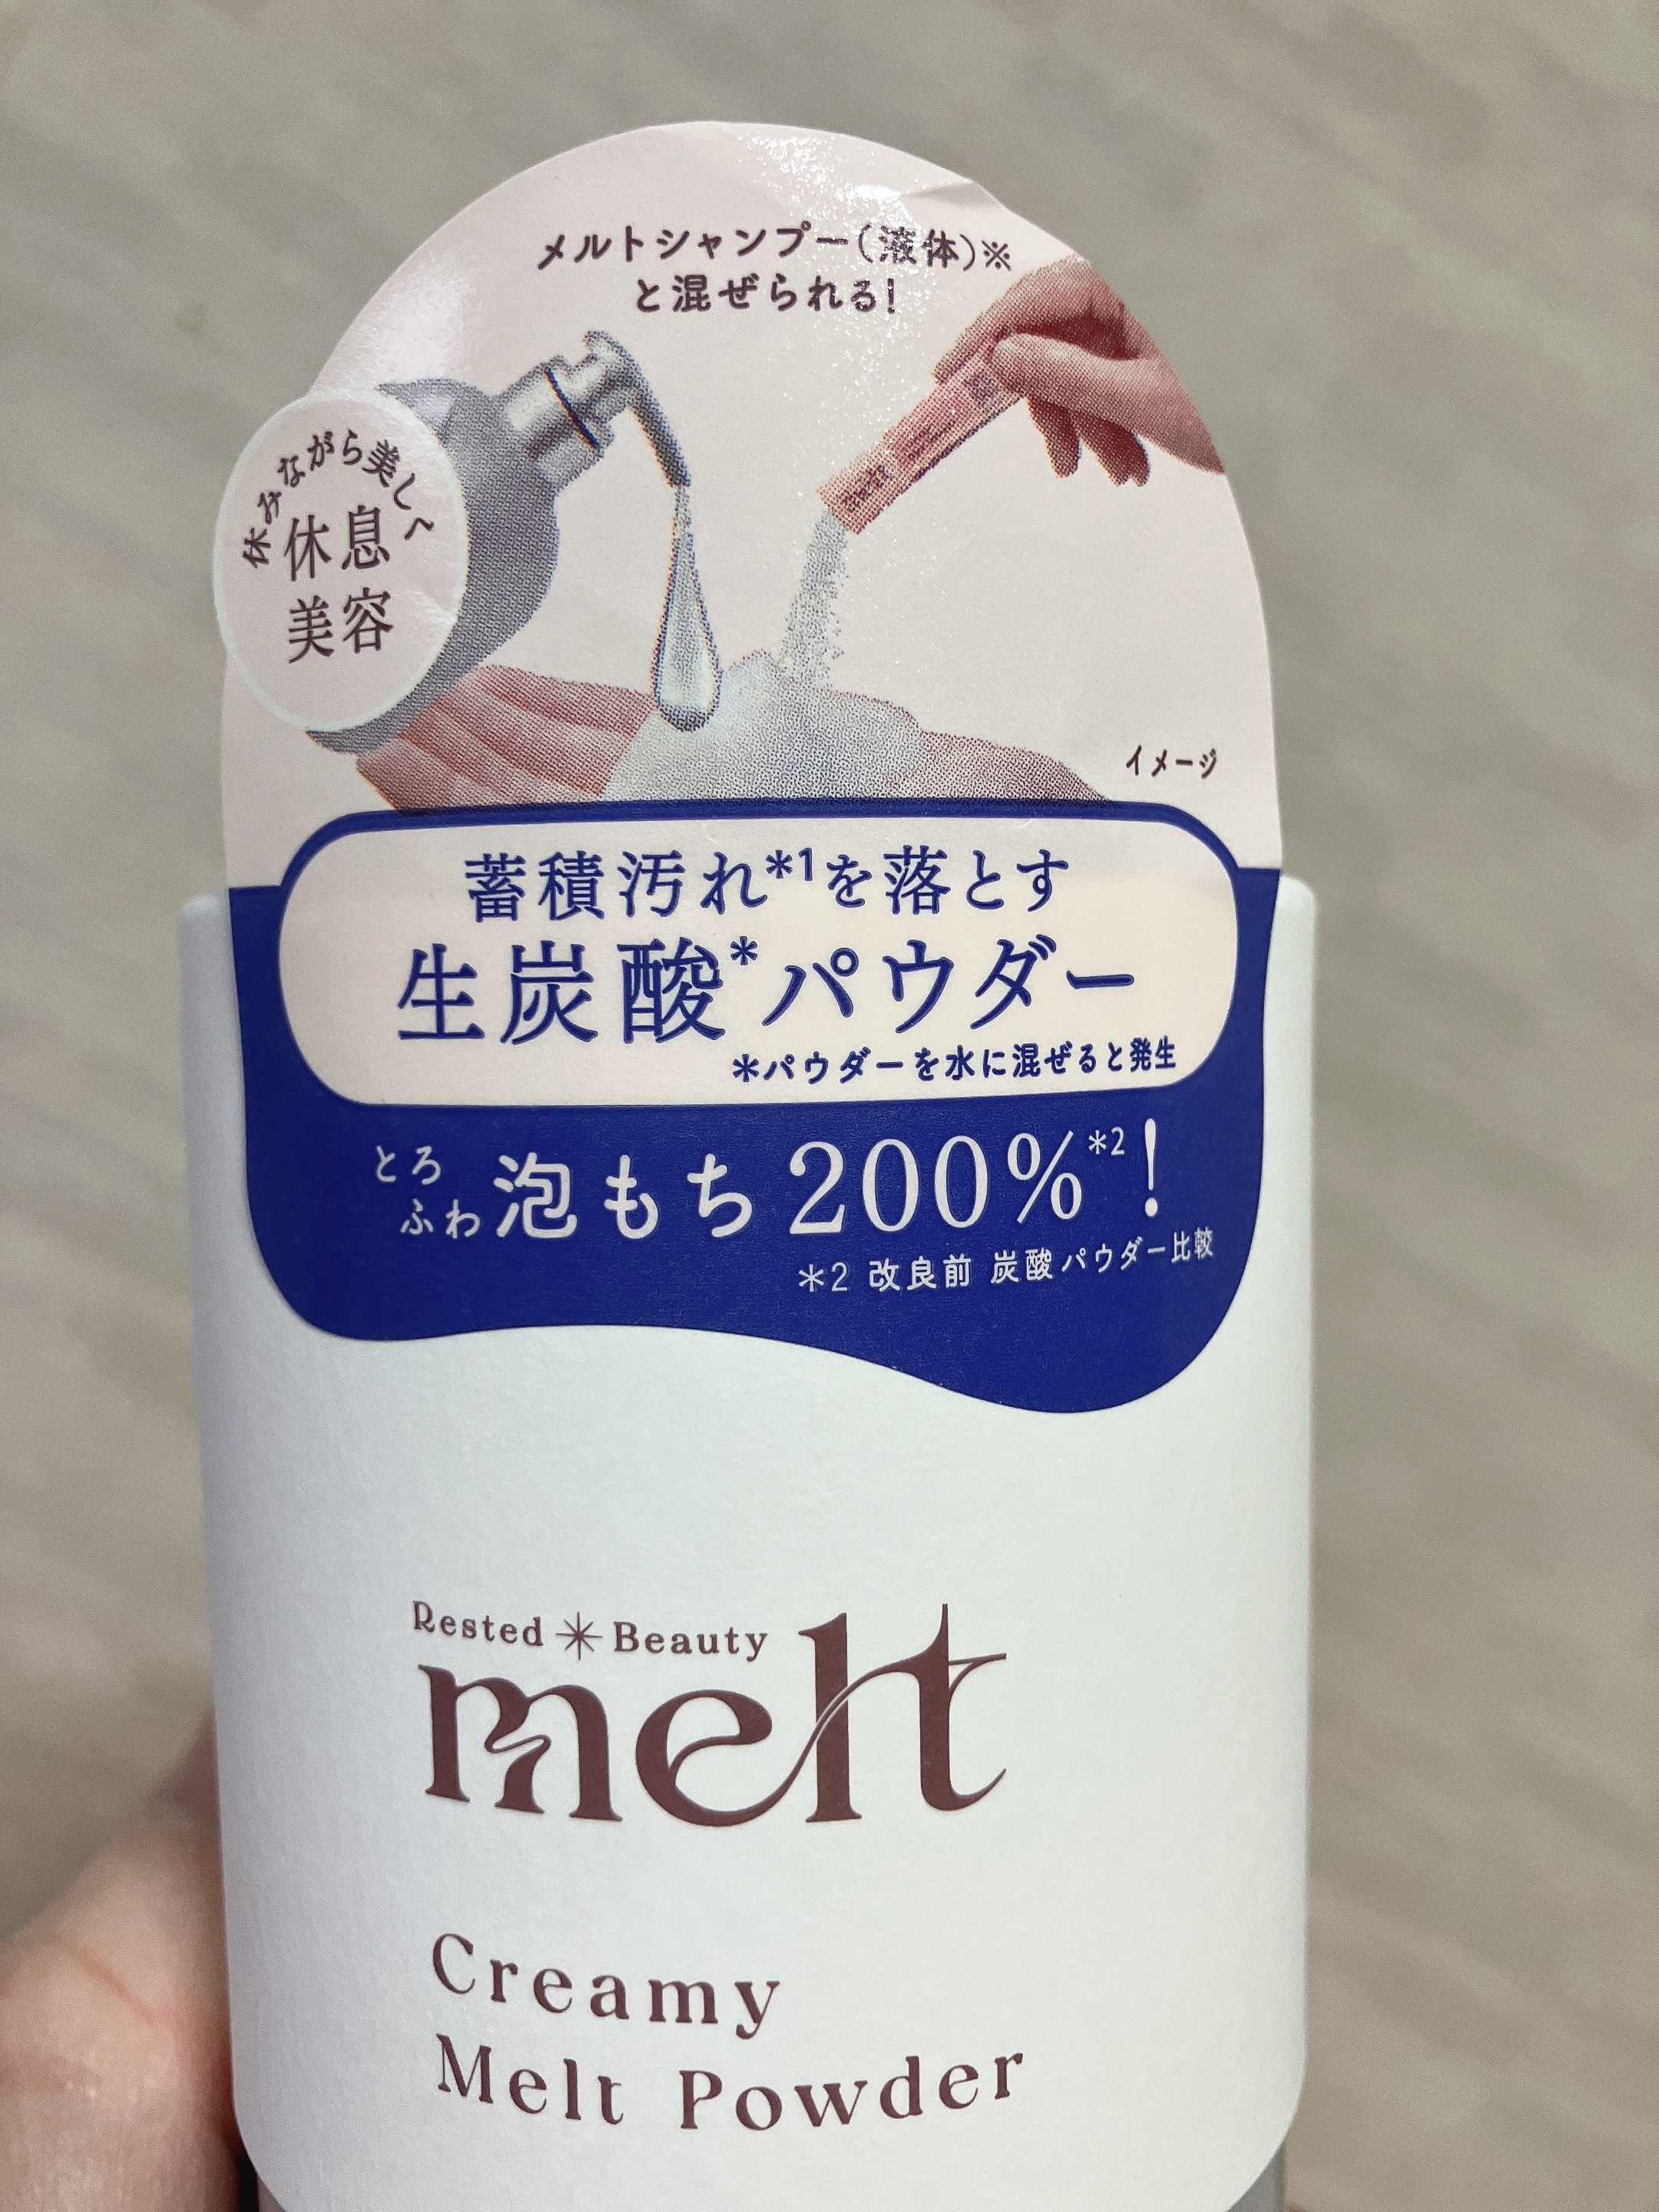 メルトシャンプー(液体)※
と混ぜられる!
休みながら美しく
休息
美容
イメージ
蓄積汚れ*1を落とす
生炭酸*パウダー
*パウダーを水に混ぜると発生
とろ
ふわ
泡もち200%*2!
*2 改良前 炭酸パウダー比較
Rested Beauty
melt
Creamy
Melt Powder